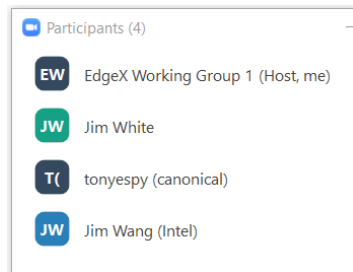 Participants (4)
EW EdgeX Working Group 1 (Host, me)
JW Jim White
T( tonyespy (canonical)
JW Jim Wang (Intel)